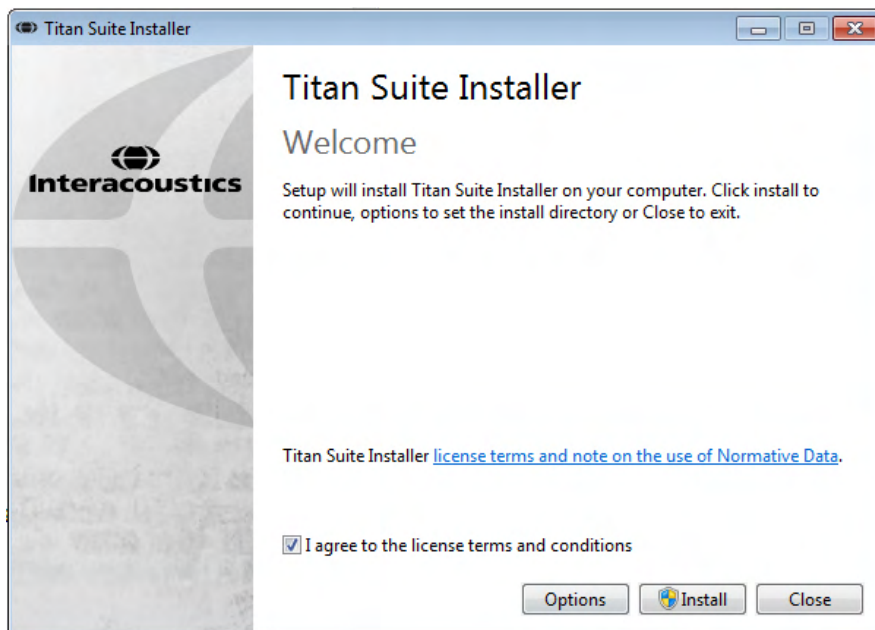 Titan Suite Installer
Titan Suite Installer
Welcome
Interacoustics
Setup will install Titan Suite Installer on your computer. Click install to
continue, options to set the install directory or Close to exit.
Titan Suite Installer license terms and note on the use of Normative Data.
I agree to the license terms and conditions
Options
Install
Close